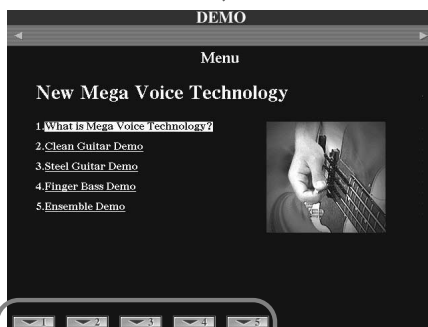 DEMO
Menu
New Mega Voice Technology
1.What is Mega Voice Technology?
2.Clean Guitar Demo
3.Steel Guitar Demo
4.Finger Bass Demo
5.Ensemble Demo
1 2 3 4 5